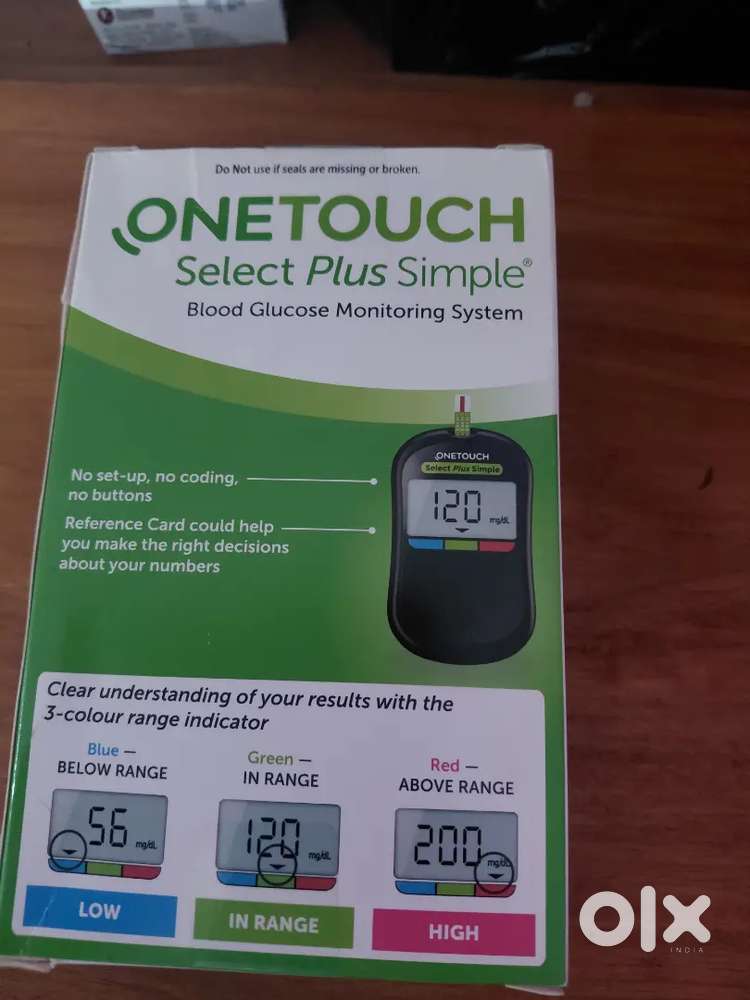 Do Not use if seals are missing or broken.
ONETOUCH
Select Plus Simple®
Blood Glucose Monitoring System
ONETOUCH
Select Plus Simple
120 mg/dL
No set-up, no coding,
no buttons
Reference Card could help
you make the right decisions
about your numbers
Clear understanding of your results with the
3-colour range indicator
Blue —
BELOW RANGE
56 mg/dL
LOW
Green —
IN RANGE
120 mg/dL
IN RANGE
Red —
ABOVE RANGE
200 mg/dL
HIGH
olx
INDIA